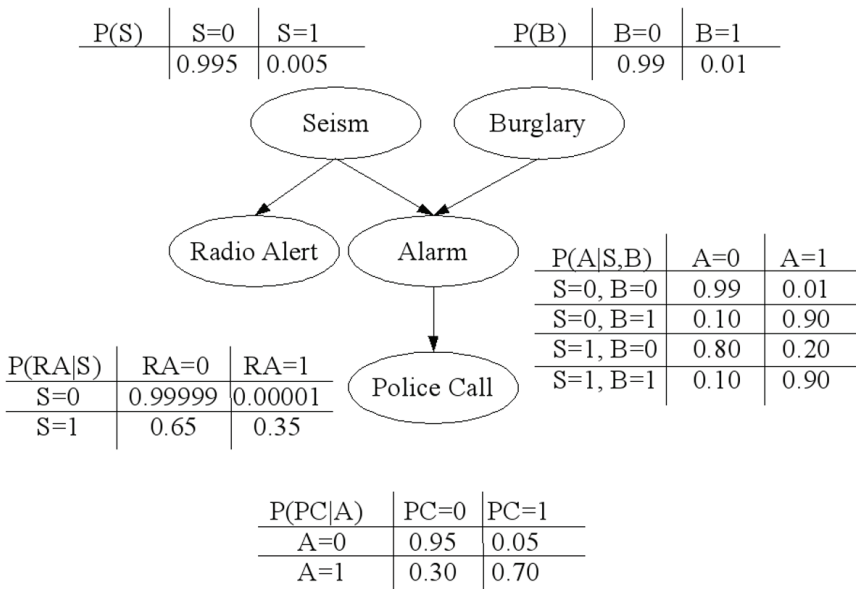 P(S) S=0 S=1
0.995 0.005
P(B) B=0 B=1
0.99 0.01
Seism
Burglary
Radio Alert
Alarm
P(A|S,B) A=0 A=1
S=0, B=0 0.99 0.01
S=0, B=1 0.10 0.90
S=1, B=0 0.80 0.20
S=1, B=1 0.10 0.90
P(RA|S) RA=0 RA=1
S=0 0.99999 0.00001
S=1 0.65 0.35
Police Call
P(PC|A) PC=0 PC=1
A=0 0.95 0.05
A=1 0.30 0.70